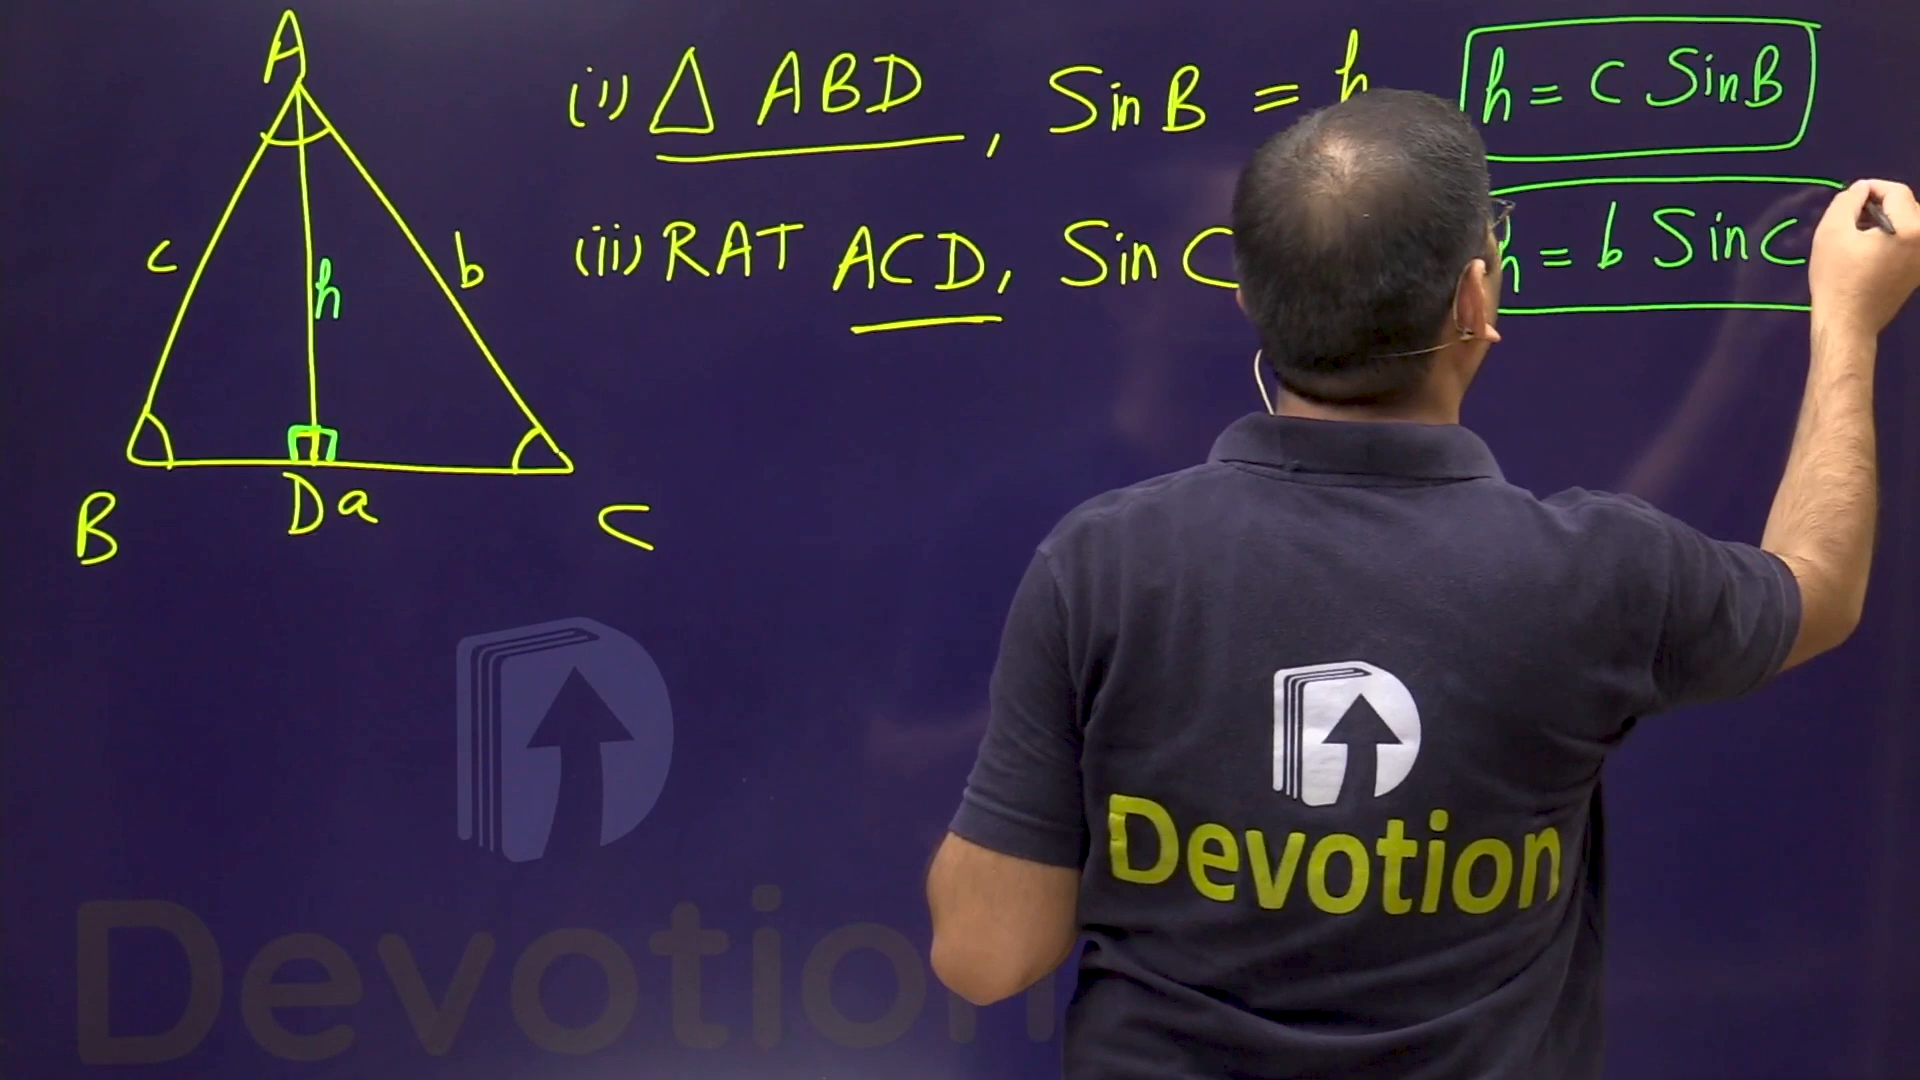 A
(i) △ ABD, Sin B = h
h = c Sin B
c
h
b
(ii) RAT ACD, Sin C
h = b Sin C
B
D a
C
Devotion
Devotion